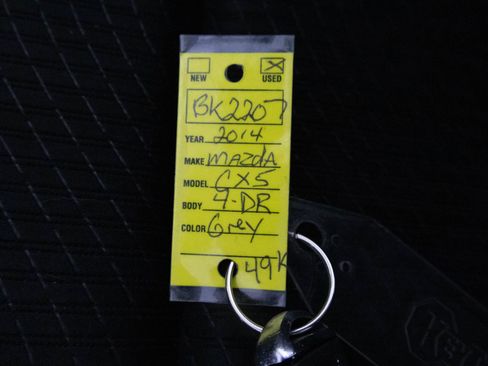 NEW USED
BK2207
YEAR 2014
MAKE MAZDA
MODEL CX5
BODY 4-DR
COLOR Grey
49K